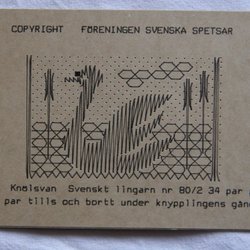 COPYRIGHT FÖRENINGEN SVENSKA SPETSAR
Knölsvan Svenskt lingarn nr 80/2 34 par
par tills och bortt under knypplingens gång